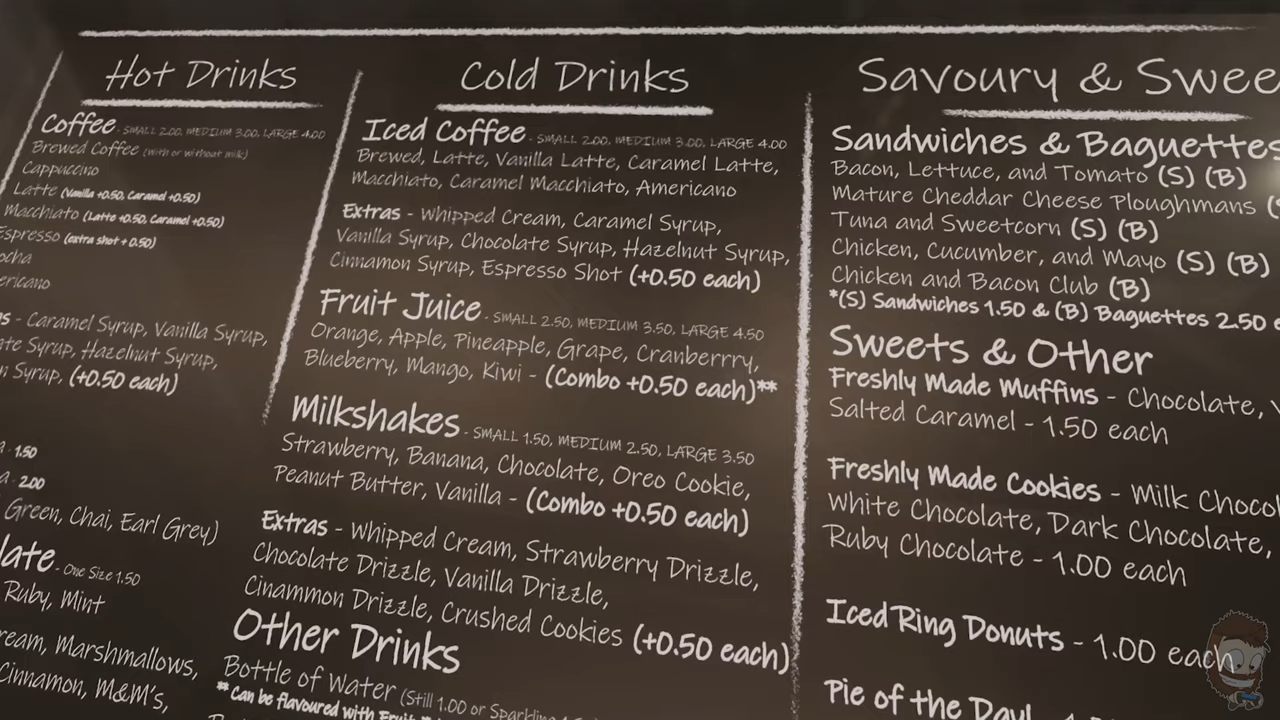 Hot Drinks
Coffee - SMALL 2.00, MEDIUM 3.00, LARGE 4.00
Brewed Coffee (with or without milk)
Cappuccino
Latte (Vanilla +0.50, Caramel +0.50)
Macchiato (Latte +0.50, Caramel +0.50)
Espresso (extra shot + 0.50)
ocha
ericano
s - Caramel Syrup, Vanilla Syrup,
ate Syrup, Hazelnut Syrup,
Syrup, (+0.50 each)
a - 1.50
a - 2.00
Green, Chai, Earl Grey)
late - One Size 1.50
Ruby, Mint
ream, Marshmallows,
Cinnamon, M&M's,
Cold Drinks
Iced Coffee - SMALL 2.00, MEDIUM 3.00, LARGE 4.00
Brewed, Latte, Vanilla Latte, Caramel Latte,
Macchiato, Caramel Macchiato, Americano
Extras - Whipped Cream, Caramel Syrup,
Vanilla Syrup, Chocolate Syrup, Hazelnut Syrup,
Cinnamon Syrup, Espresso Shot (+0.50 each)
Fruit Juice - SMALL 2.50, MEDIUM 3.50, LARGE 4.50
Orange, Apple, Pineapple, Grape, Cranberrry,
Blueberry, Mango, Kiwi - (Combo +0.50 each)**
Milkshakes - SMALL 1.50, MEDIUM 2.50, LARGE 3.50
Strawberry, Banana, Chocolate, Oreo Cookie,
Peanut Butter, Vanilla - (Combo +0.50 each)
Extras - Whipped Cream, Strawberry Drizzle,
Chocolate Drizzle, Vanilla Drizzle,
Cinammon Drizzle, Crushed Cookies (+0.50 each)
Other Drinks
Bottle of Water (Still 1.00 or Sparkling
**Can be flavoured with Fruit
Savoury & Swee
Sandwiches & Baguettes
Bacon, Lettuce, and Tomato (S) (B)
Mature Cheddar Cheese Ploughmans (S
Tuna and Sweetcorn (S) (B)
Chicken, Cucumber, and Mayo (S) (B)
Chicken and Bacon Club (B)
*(S) Sandwiches 1.50 & (B) Baguettes 2.50 e
Sweets & Other
Freshly Made Muffins - Chocolate, V
Salted Caramel - 1.50 each
Freshly Made Cookies - Milk Chocol
White Chocolate, Dark Chocolate,
Ruby Chocolate - 1.00 each
Iced Ring Donuts - 1.00 each
Pie of the Day!